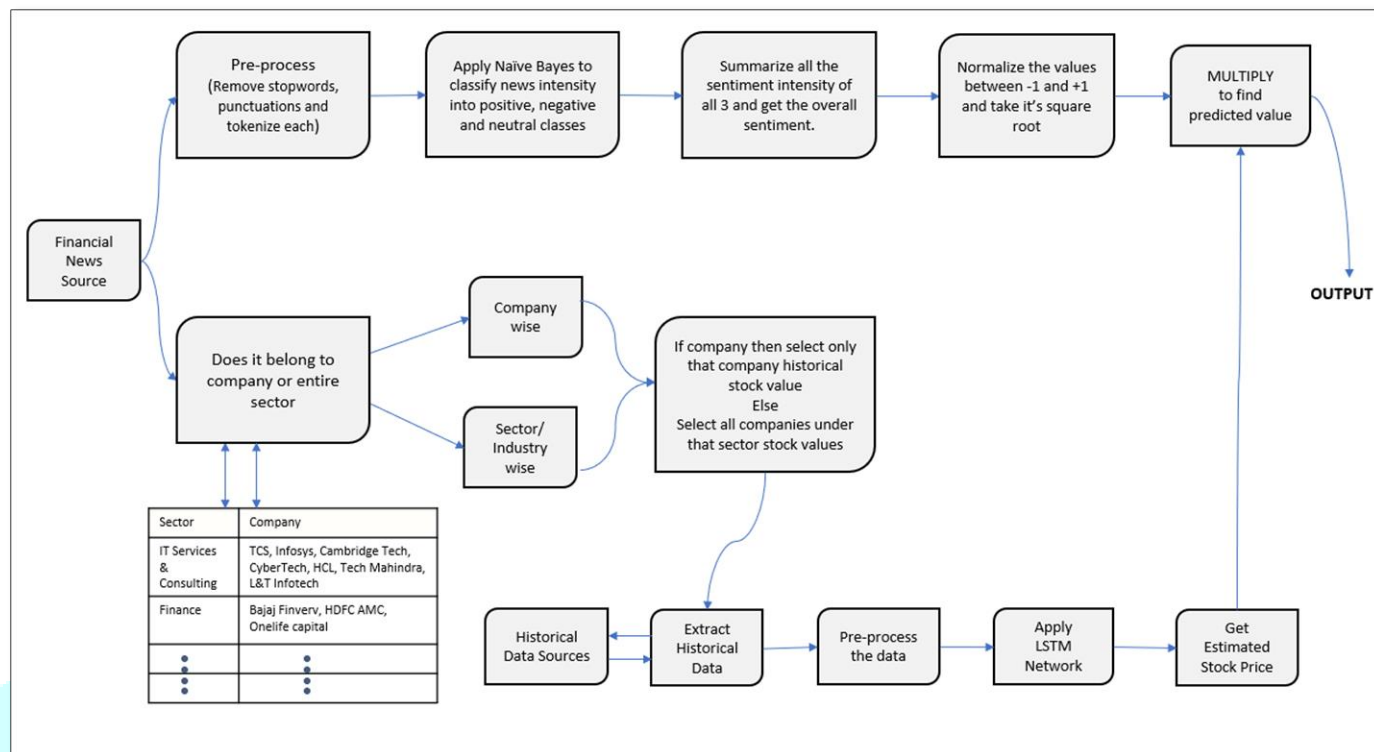 Pre-process
(Remove stopwords,
punctuations and
tokenize each)
Apply Naïve Bayes to
classify news intensity
into positive, negative
and neutral classes
Summarize all the
sentiment intensity of
all 3 and get the overall
sentiment.
Normalize the values
between -1 and +1
and take it's square
root
MULTIPLY
to find
predicted value
Financial
News
Source
OUTPUT
Does it belong to
company or entire
sector
Company
wise
Sector/
Industry
wise
If company then select only
that company historical
stock value
Else
Select all companies under
that sector stock values
Sector
Company
IT Services
&
Consulting
TCS, Infosys, Cambridge Tech,
CyberTech, HCL, Tech Mahindra,
L&T Infotech
Finance
Bajaj Finverv, HDFC AMC,
Onelife capital
Historical
Data Sources
Extract
Historical
Data
Pre-process
the data
Apply
LSTM
Network
Get
Estimated
Stock Price